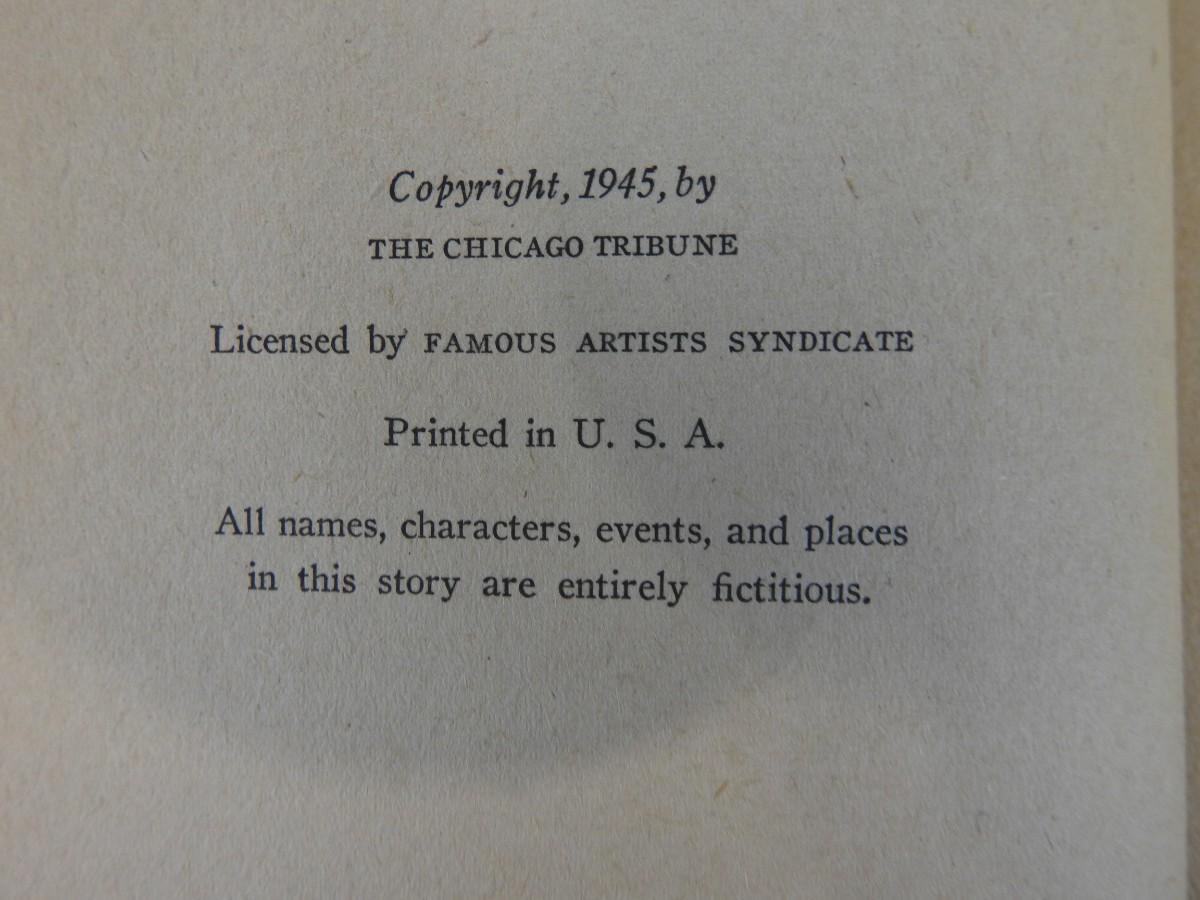 Copyright, 1945, by
THE CHICAGO TRIBUNE
Licensed by FAMOUS ARTISTS SYNDICATE
Printed in U. S. A.
All names, characters, events, and places
in this story are entirely fictitious.